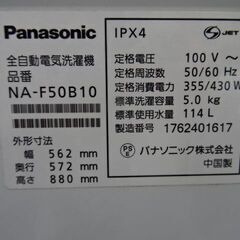 Panasonic
全自動電気洗濯機
品番
NA-F50B10
外形寸法
幅 562 mm
奥行 572 mm
高さ 880 mm
IPX4
JET
定格電圧 100 V～
定格周波数 50/60 Hz
定格消費電力 355/430 W
標準洗濯容量 5.0 kg
標準使用水量 114 L
製造番号 1762401617
PS
E
パナソニック株式会社
中国製